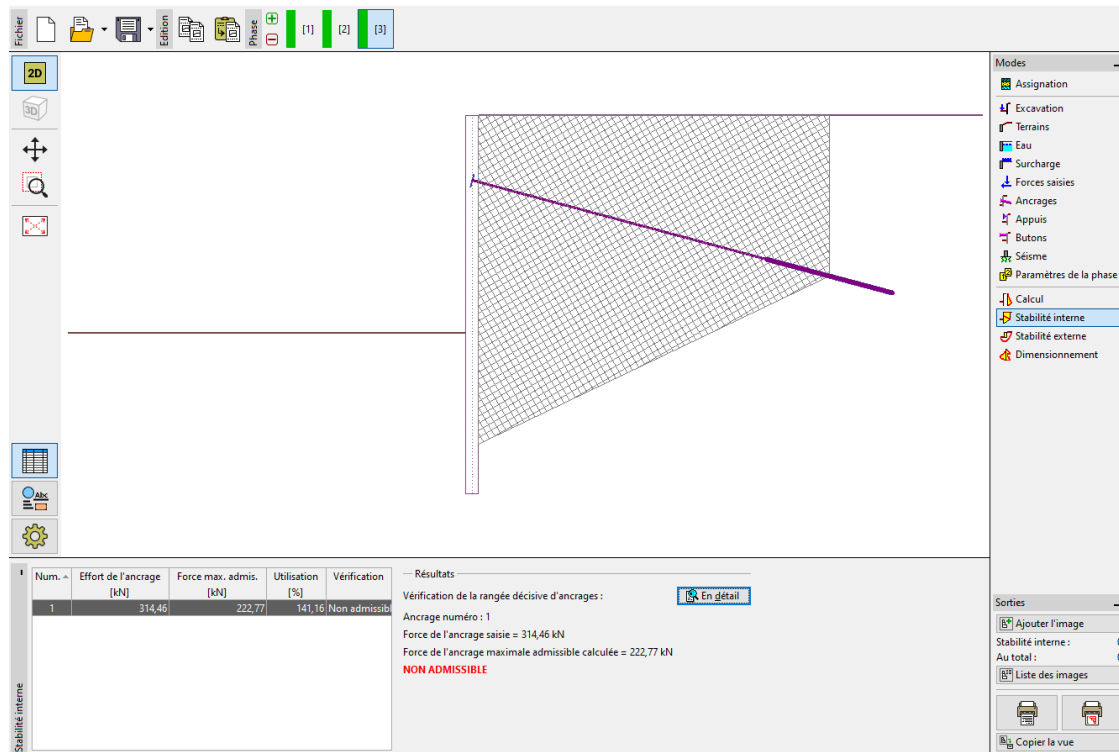 Fichier
Edition
Phase
[1]
[2]
[3]
2D
3D
Abc
Modes
Assignation
Excavation
Terrains
Eau
Surcharge
Forces saisies
Ancrages
Appuis
Butons
Séisme
Paramètres de la phase
Calcul
Stabilité interne
Stabilité externe
Dimensionnement
Stabilité interne
Num. Effort de l'ancrage Force max. admis. Utilisation Vérification
[kN] [kN] [%]
1 314,46 222,77 141,16 Non admissibl
Résultats
Vérification de la rangée décisive d'ancrages : En détail
Ancrage numéro : 1
Force de l'ancrage saisie = 314,46 kN
Force de l'ancrage maximale admissible calculée = 222,77 kN
NON ADMISSIBLE
Sorties
Ajouter l'image
Stabilité interne :
Au total :
Liste des images
Copier la vue